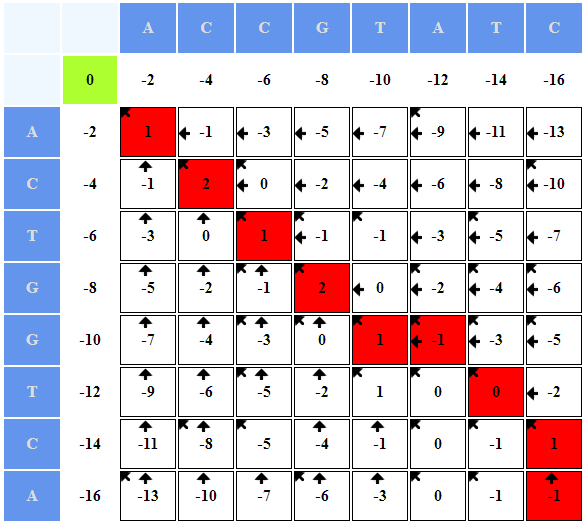 A C C G T A T C
0 -2 -4 -6 -8 -10 -12 -14 -16
A -2 1 -1 -3 -5 -7 -9 -11 -13
C -4 -1 2 0 -2 -4 -6 -8 -10
T -6 -3 0 1 -1 -1 -3 -5 -7
G -8 -5 -2 -1 2 0 -2 -4 -6
G -10 -7 -4 -3 0 1 -1 -3 -5
T -12 -9 -6 -5 -2 1 0 0 -2
C -14 -11 -8 -5 -4 -1 0 -1 1
A -16 -13 -10 -7 -6 -3 0 -1 -1